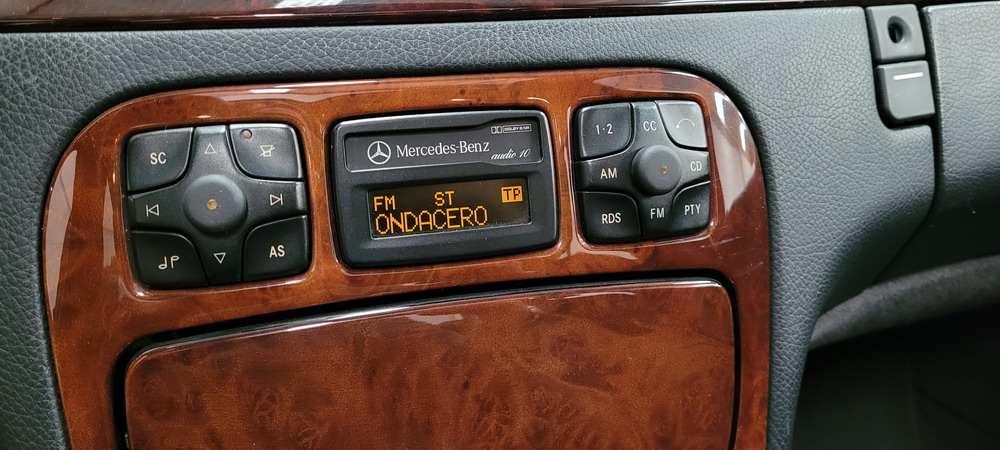 SC
AS
DOLBY B NR
Mercedes-Benz
audio 10
FM ST TP
ONDACERO
1·2
CC
AM
CD
RDS
FM
PTY